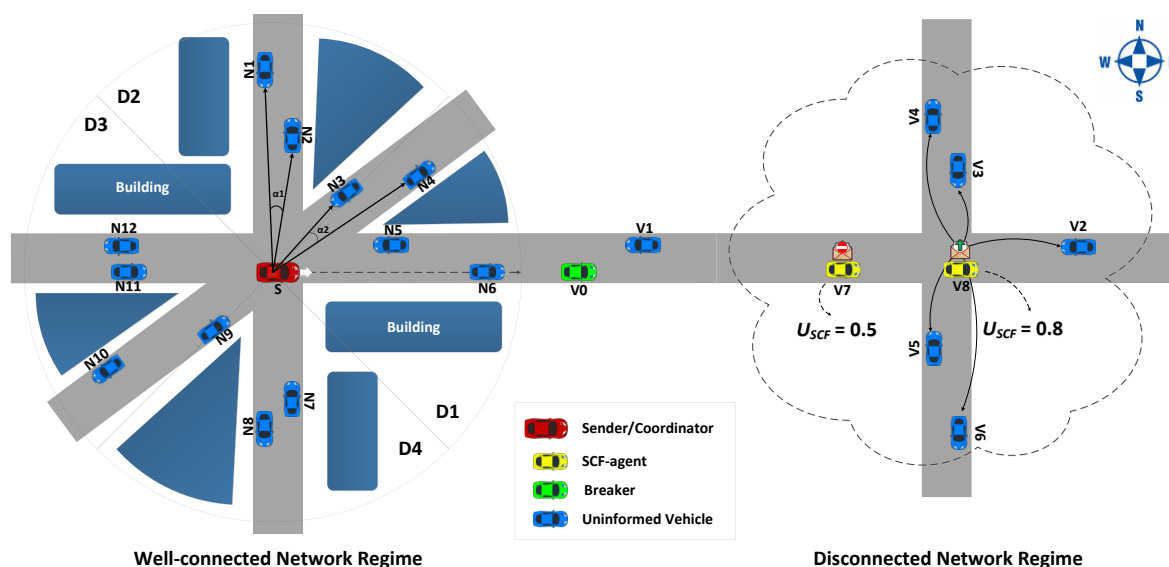 N
W
S
N1
D2
D3
N2
α1
N3
N4
α2
Building
N12
N11
S
N5
N6
V0
V1
V4
V3
V2
V7
V8
U_SCF = 0.5
U_SCF = 0.8
V5
V6
N10
N9
Building
N8
N7
D1
D4
Sender/Coordinator
SCF-agent
Breaker
Uninformed Vehicle
Well-connected Network Regime
Disconnected Network Regime